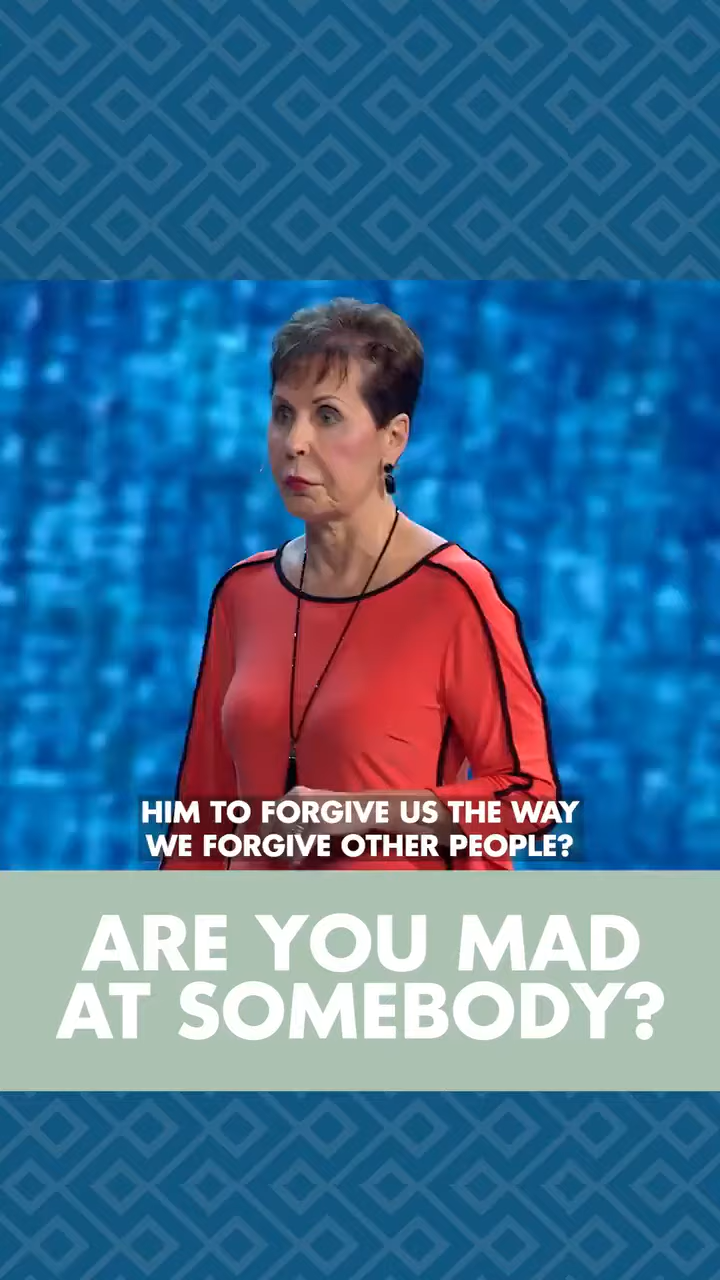 HIM TO FORGIVE US THE WAY
WE FORGIVE OTHER PEOPLE?
ARE YOU MAD
AT SOMEBODY?